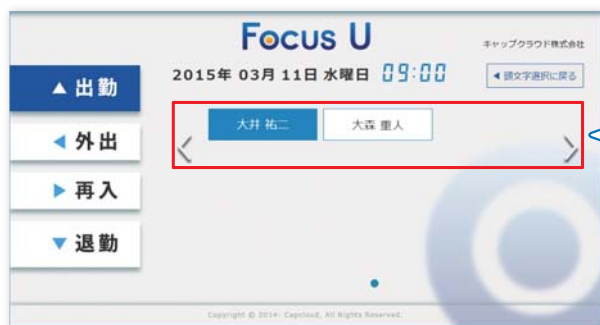 Focus U
キャップクラウド株式会社
2015年 03月 11日 水曜日 09:00
◀ 頭文字選択に戻る
▲ 出勤
◀ 外出
▶ 再入
▼ 退勤
大井 祐二
大森 重人
Copyright © 2014- Capcloud, All Rights Reserved.